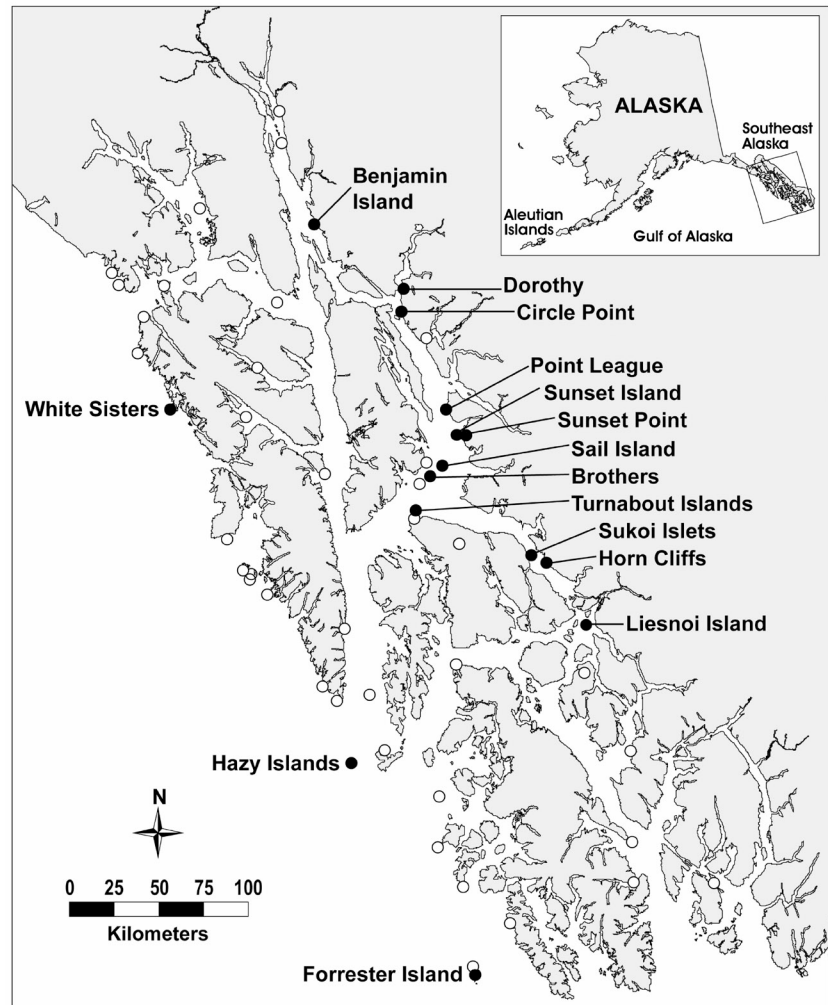 ALASKA
Southeast
Alaska
Aleutian
Islands
Gulf of Alaska
Benjamin
Island
Dorothy
Circle Point
Point League
Sunset Island
White Sisters
Sunset Point
Sail Island
Brothers
Turnabout Islands
Sukoi Islets
Horn Cliffs
Liesnoi Island
Hazy Islands
N
0 25 50 75 100
Kilometers
Forrester Island